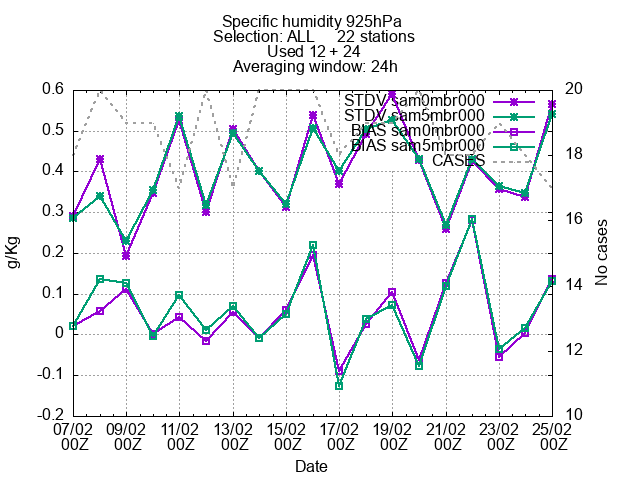 Specific humidity 925hPa
Selection: ALL 22 stations
Used 12 + 24
Averaging window: 24h
0.6
0.5
0.4
0.3
0.2
0.1
0
-0.1
-0.2
g/Kg
STDV sam0mbr000
STDV sam5mbr000
BIAS sam0mbr000
BIAS sam5mbr000
CASES
20
18
16
14
12
10
No cases
07/02 09/02 11/02 13/02 15/02 17/02 19/02 21/02 23/02 25/02
00Z 00Z 00Z 00Z 00Z 00Z 00Z 00Z 00Z 00Z
Date